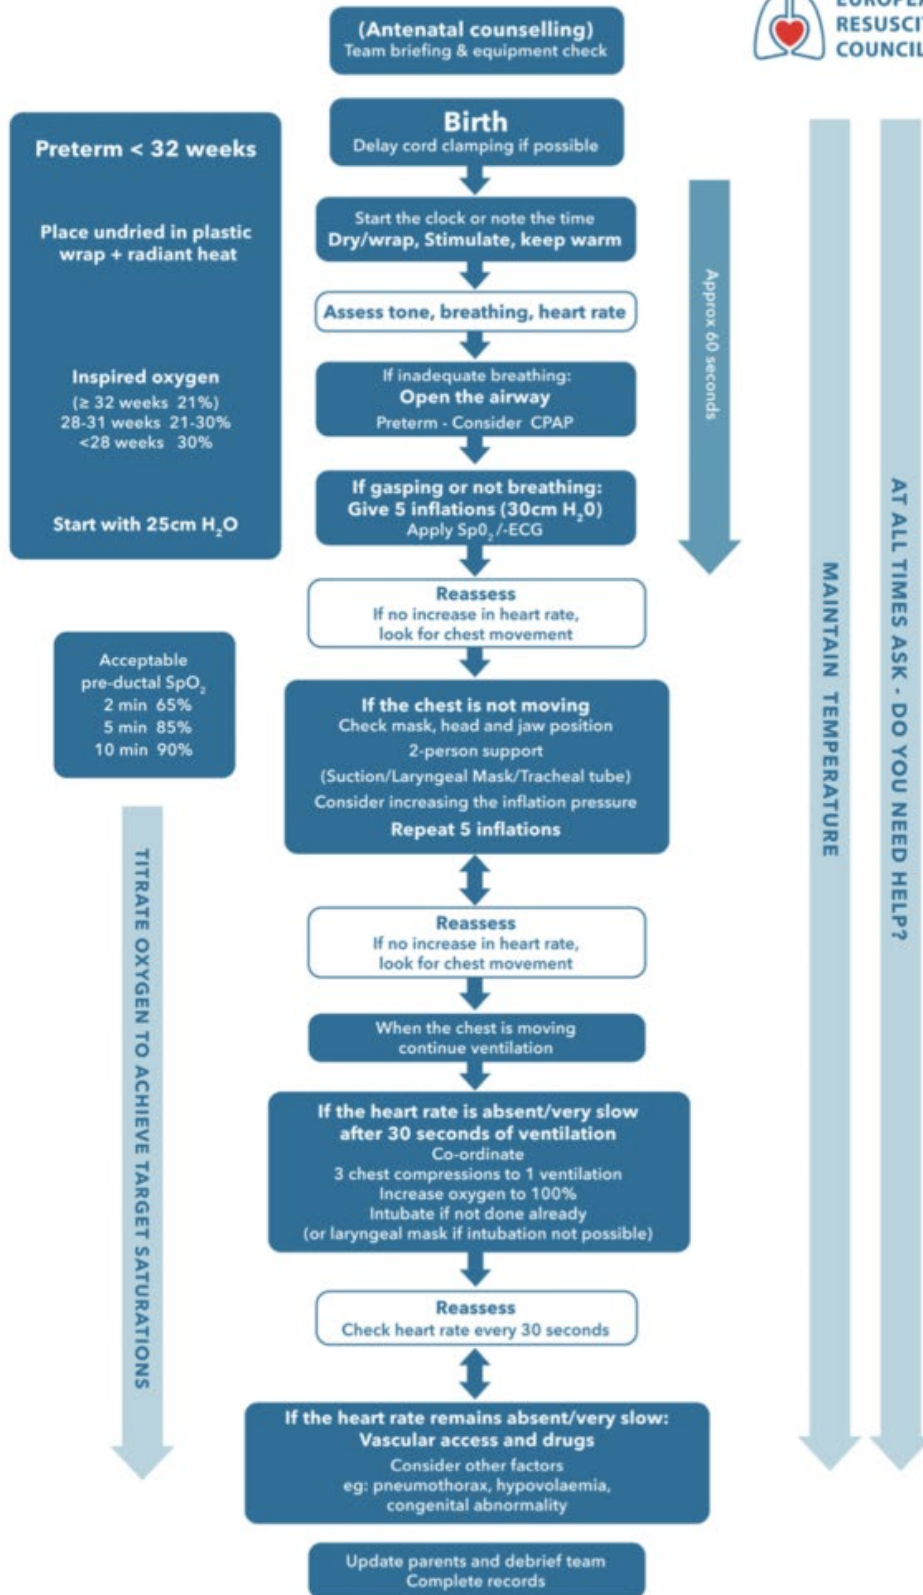 EUROPEA
RESUSCIT
COUNCIL
(Antenatal counselling)
Team briefing & equipment check
Birth
Delay cord clamping if possible
Start the clock or note the time
Dry/wrap, Stimulate, keep warm
Assess tone, breathing, heart rate
If inadequate breathing:
Open the airway
Preterm - Consider CPAP
If gasping or not breathing:
Give 5 inflations (30cm H₂0)
Apply Sp0₂ /-ECG
Reassess
If no increase in heart rate,
look for chest movement
If the chest is not moving
Check mask, head and jaw position
2-person support
(Suction/Laryngeal Mask/Tracheal tube)
Consider increasing the inflation pressure
Repeat 5 inflations
Reassess
If no increase in heart rate,
look for chest movement
When the chest is moving
continue ventilation
If the heart rate is absent/very slow
after 30 seconds of ventilation
Co-ordinate
3 chest compressions to 1 ventilation
Increase oxygen to 100%
Intubate if not done already
(or laryngeal mask if intubation not possible)
Reassess
Check heart rate every 30 seconds
If the heart rate remains absent/very slow:
Vascular access and drugs
Consider other factors
eg: pneumothorax, hypovolaemia,
congenital abnormality
Update parents and debrief team
Complete records
Preterm < 32 weeks
Place undried in plastic
wrap + radiant heat
Inspired oxygen
(≥ 32 weeks 21%)
28-31 weeks 21-30%
<28 weeks 30%
Start with 25cm H₂O
Acceptable
pre-ductal SpO₂
2 min 65%
5 min 85%
10 min 90%
TITRATE OXYGEN TO ACHIEVE TARGET SATURATIONS
Approx 60 seconds
MAINTAIN TEMPERATURE
AT ALL TIMES ASK - DO YOU NEED HELP?